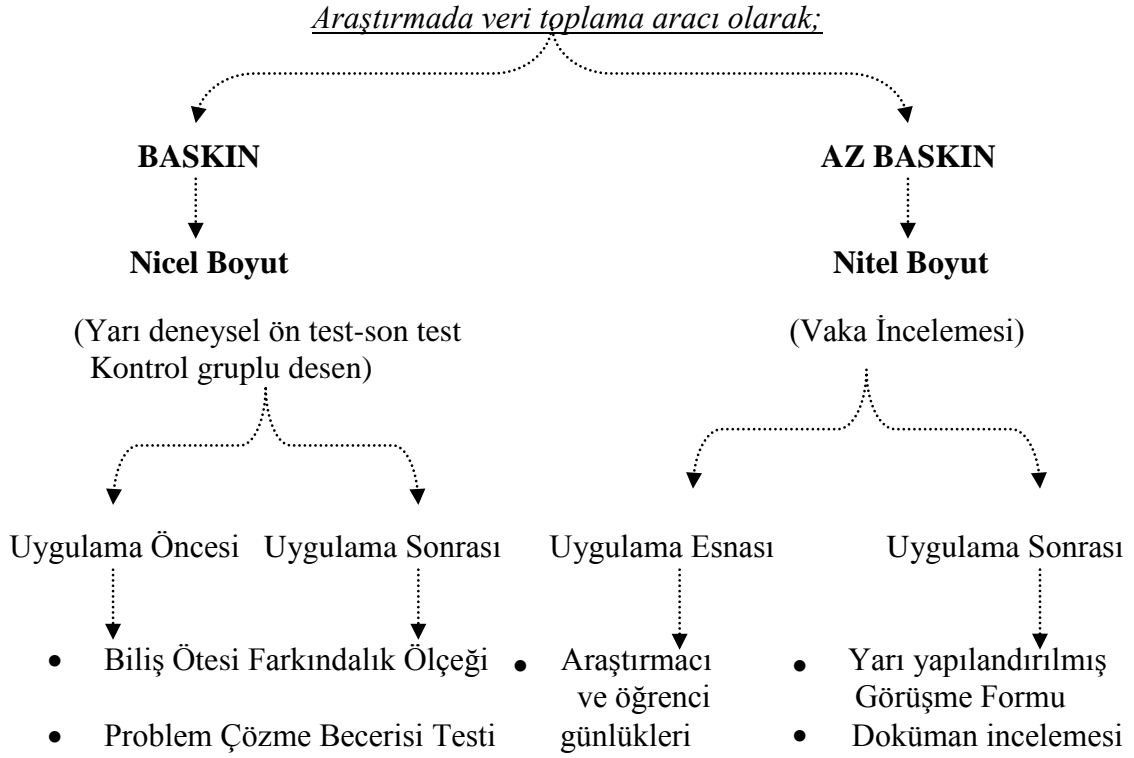 Araştırmada veri toplama aracı olarak;
BASKIN
AZ BASKIN
Nicel Boyut
Nitel Boyut
(Yarı deneysel ön test-son test
Kontrol gruplu desen)
(Vaka İncelemesi)
Uygulama Öncesi
Uygulama Sonrası
Uygulama Esnası
Uygulama Sonrası
• Biliş Ötesi Farkındalık Ölçeği
• Problem Çözme Becerisi Testi
• Araştırmacı
ve öğrenci
günlükleri
• Yarı yapılandırılmış
Görüşme Formu
• Doküman incelemesi